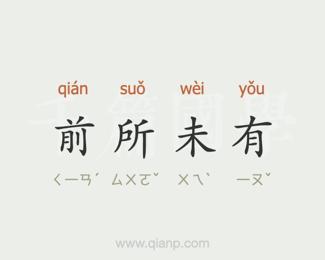 qián suǒ wèi yǒu
前所未有
ㄑㄧㄢˊ ㄙㄨㄛˇ ㄨㄟˋ ㄧㄡˇ
www.qianp.com